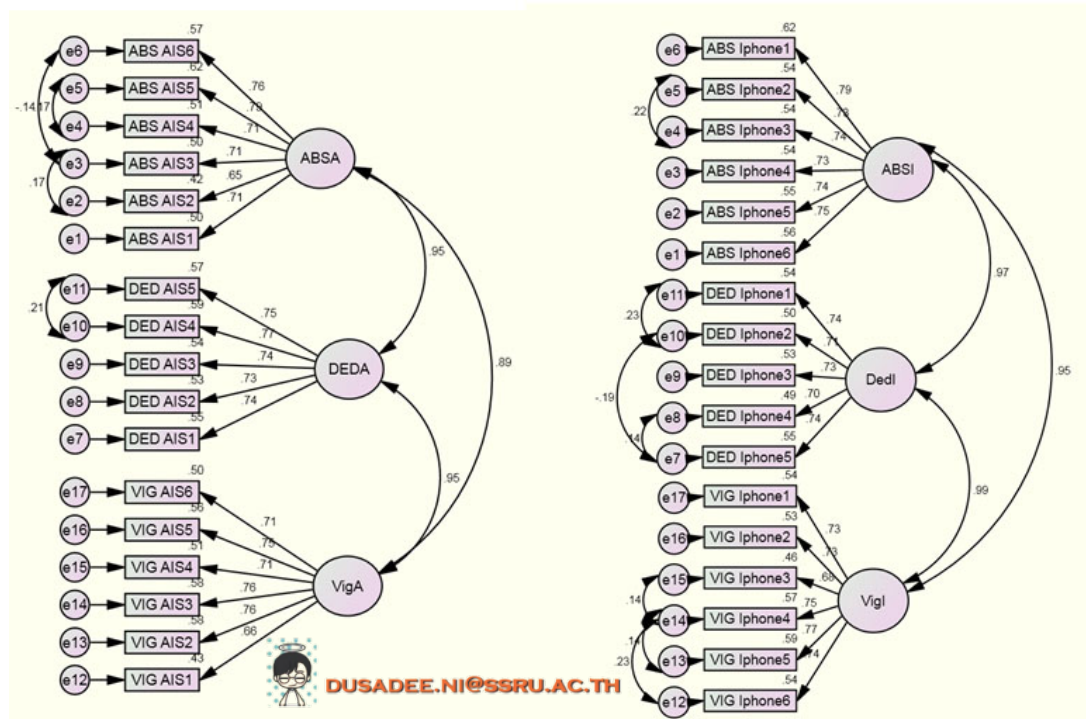 .57
e6 ABS AIS6
.62
e5 ABS AIS5
.51
e4 ABS AIS4
.50
e3 ABS AIS3
.42
e2 ABS AIS2
.50
e1 ABS AIS1
-.14
.17
.17
.76
.79
.71
.71
.65
.71
ABSA
.57
e11 DED AIS5
.59
e10 DED AIS4
.54
e9 DED AIS3
.53
e8 DED AIS2
.55
e7 DED AIS1
.21
.75
.77
.74
.73
.74
DEDA
.50
e17 VIG AIS6
.56
e16 VIG AIS5
.51
e15 VIG AIS4
.58
e14 VIG AIS3
.58
e13 VIG AIS2
.43
e12 VIG AIS1
.71
.75
.71
.76
.76
.66
VigA
.95
.89
.95
.62
e6 ABS Iphone1
.54
e5 ABS Iphone2
.54
e4 ABS Iphone3
.54
e3 ABS Iphone4
.55
e2 ABS Iphone5
.56
e1 ABS Iphone6
.22
.79
.73
.74
.73
.74
.75
ABSI
.54
e11 DED Iphone1
.50
e10 DED Iphone2
.53
e9 DED Iphone3
.49
e8 DED Iphone4
.55
e7 DED Iphone5
.23
-.19
.14
.74
.71
.73
.70
.74
DedI
.54
e17 VIG Iphone1
.53
e16 VIG Iphone2
.46
e15 VIG Iphone3
.57
e14 VIG Iphone4
.59
e13 VIG Iphone5
.54
e12 VIG Iphone6
.14
.14
.23
.73
.73
.68
.75
.77
.74
VigI
.97
.95
.99
DUSADEE.NI@SSRU.AC.TH